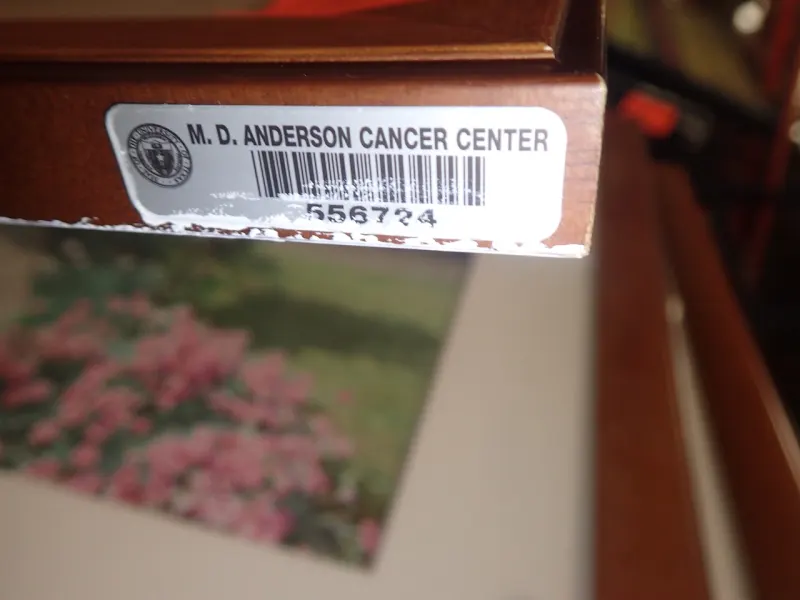 M. D. ANDERSON CANCER CENTER
556724